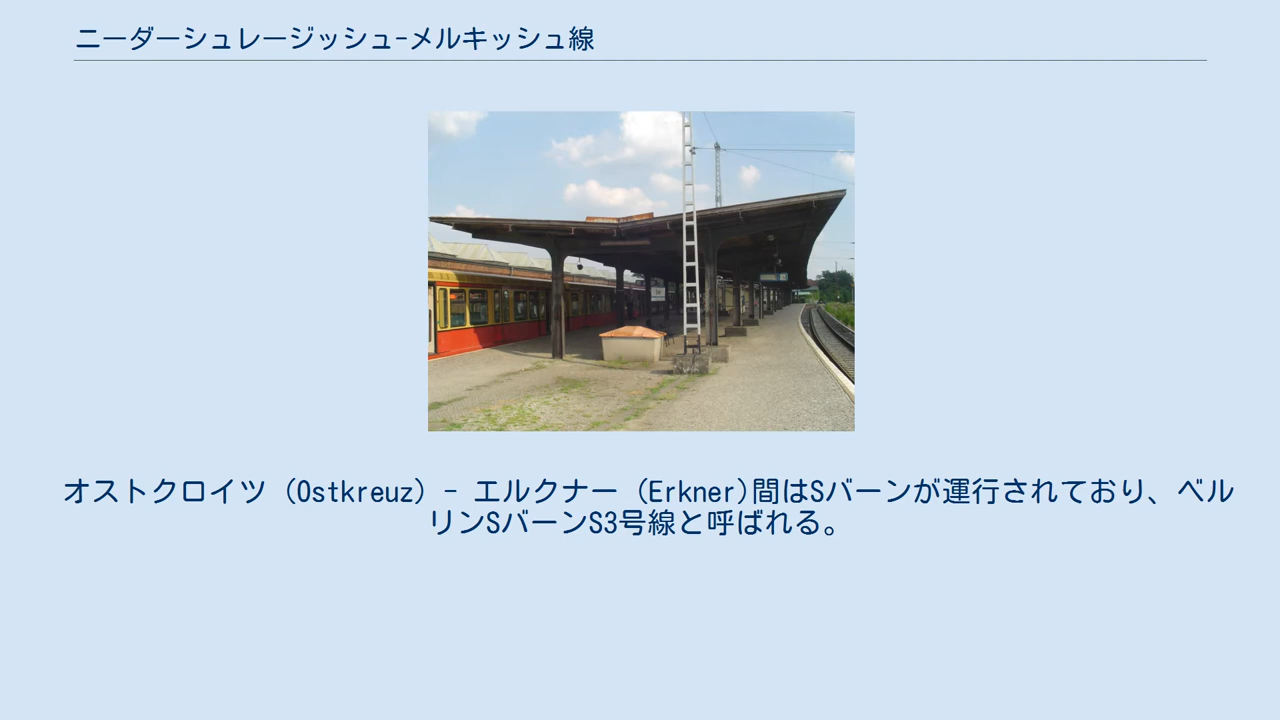 ニーダーシュレージッシュ-メルキッシュ線
オストクロイツ (Ostkreuz) - エルクナー (Erkner)間はSバーンが運行されており、ベル
リンSバーンS3号線と呼ばれる。